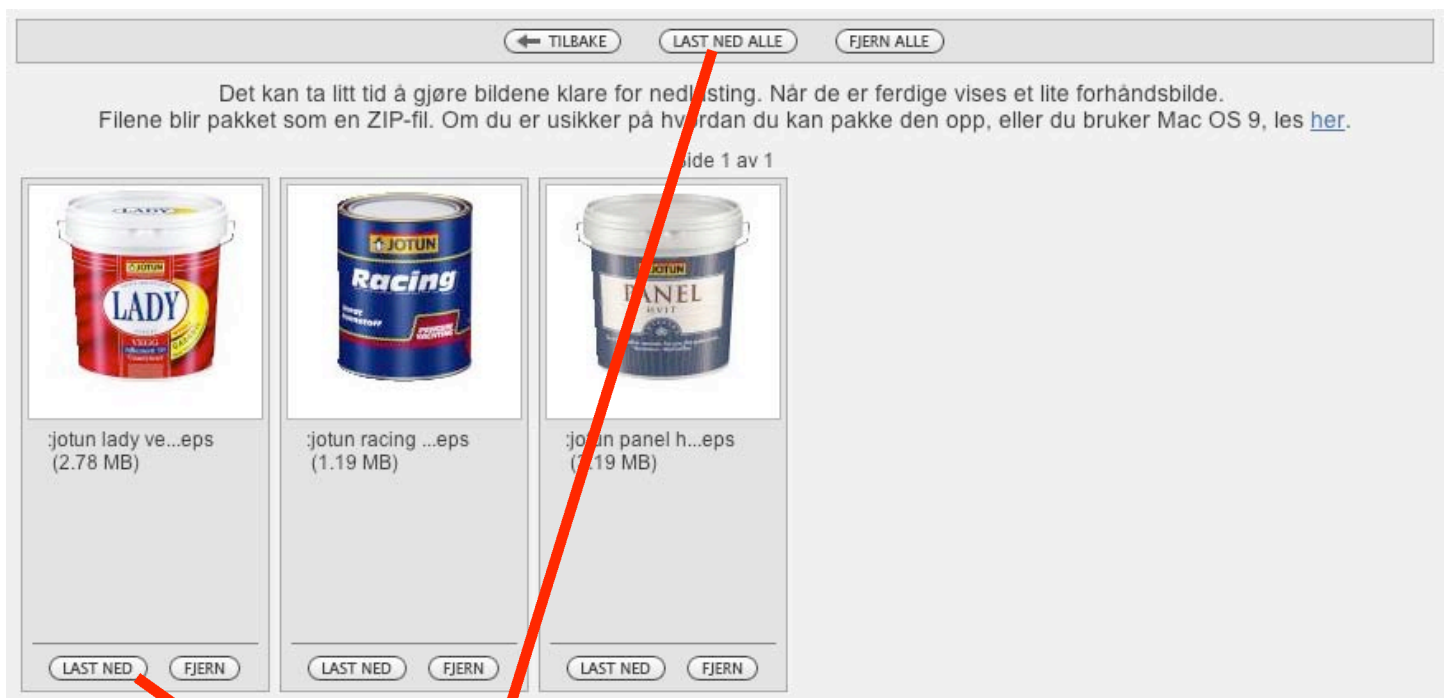 TILBAKE LAST NED ALLE FJERN ALLE
Det kan ta litt tid å gjøre bildene klare for nedlasting. Når de er ferdige vises et lite forhåndsbilde.
Filene blir pakket som en ZIP-fil. Om du er usikker på hvordan du kan pakke den opp, eller du bruker Mac OS 9, les her.
Side 1 av 1
LADY
JOTUN
LADY
VEGG
JOTUN
Racing
JOTUN
PANEL
HVIT
:jotun lady ve...eps
(2.78 MB)
:jotun racing ...eps
(1.19 MB)
:jotun panel h...eps
19 MB)
LAST NED FJERN
LAST NED FJERN
LAST NED FJERN